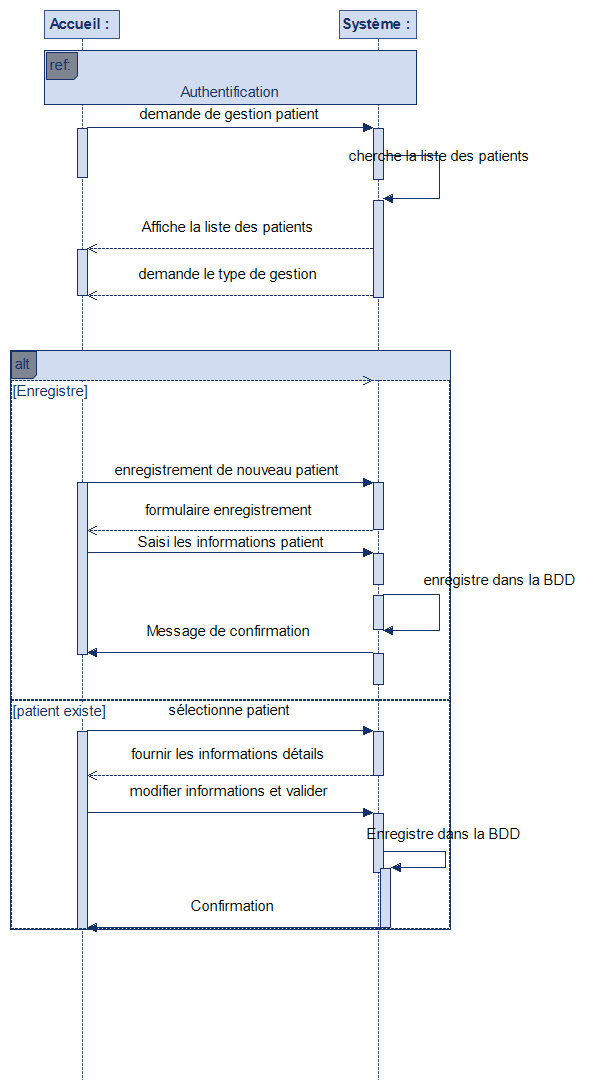 Accueil :
Système :
ref:
Authentification
demande de gestion patient
cherche la liste des patients
Affiche la liste des patients
demande le type de gestion
alt
[Enregistre]
enregistrement de nouveau patient
formulaire enregistrement
Saisi les informations patient
enregistre dans la BDD
Message de confirmation
[patient existe]
sélectionne patient
fournir les informations détails
modifier informations et valider
Enregistre dans la BDD
Confirmation